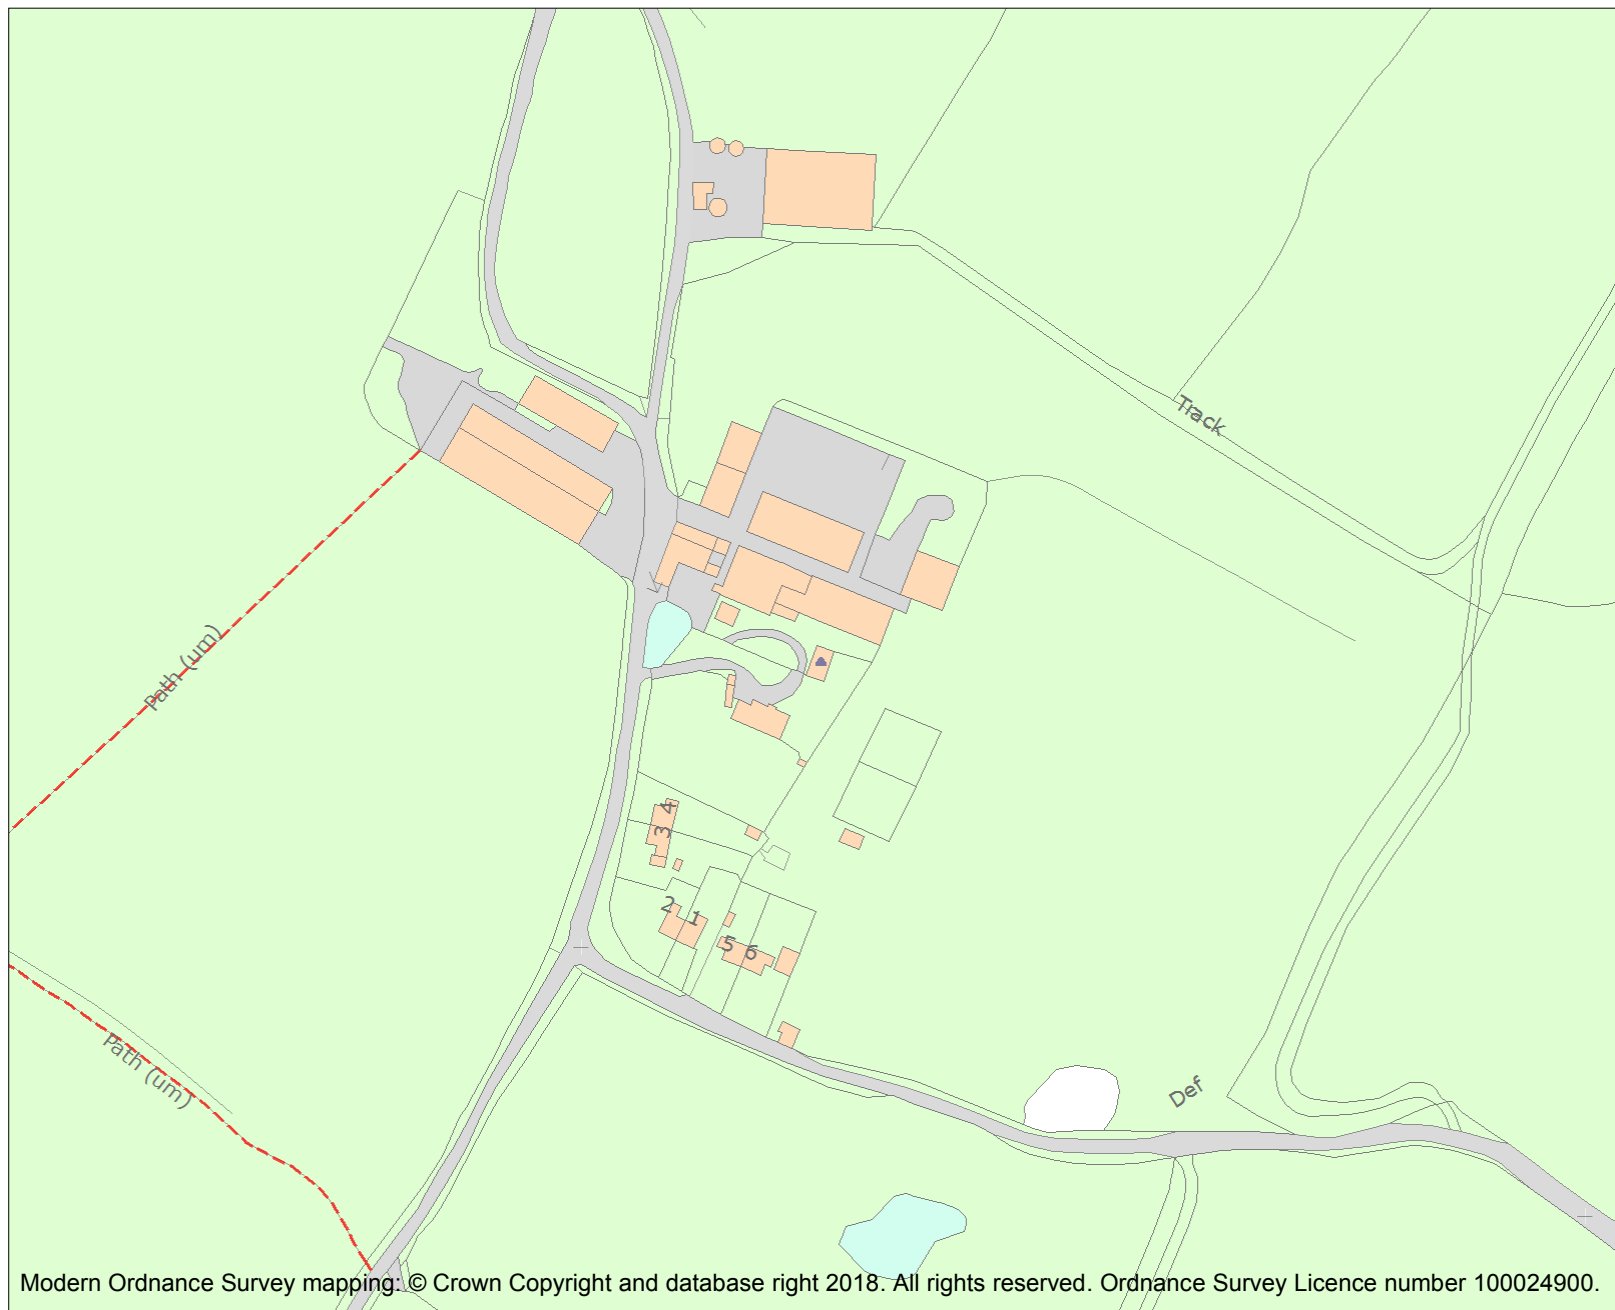 Track
Path (um)
4
3
2
1
5
6
Path (um)
Def
Modern Ordnance Survey mapping: © Crown Copyright and database right 2018. All rights reserved. Ordnance Survey Licence number 100024900.